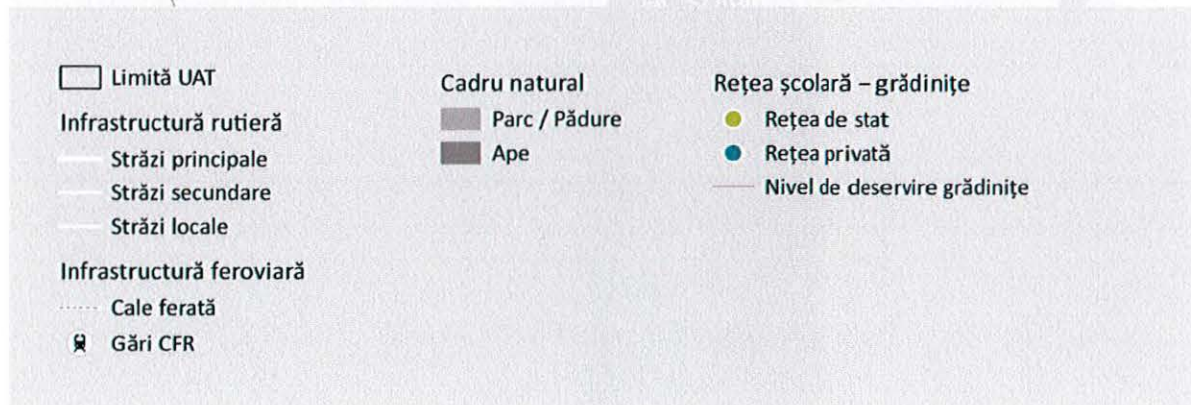 Limită UAT
Infrastructură rutieră
Străzi principale
Străzi secundare
Străzi locale
Infrastructură feroviară
Cale ferată
Gări CFR
Cadru natural
Parc / Pădure
Ape
Rețea școlară – grădinițe
Rețea de stat
Rețea privată
Nivel de deservire grădinițe